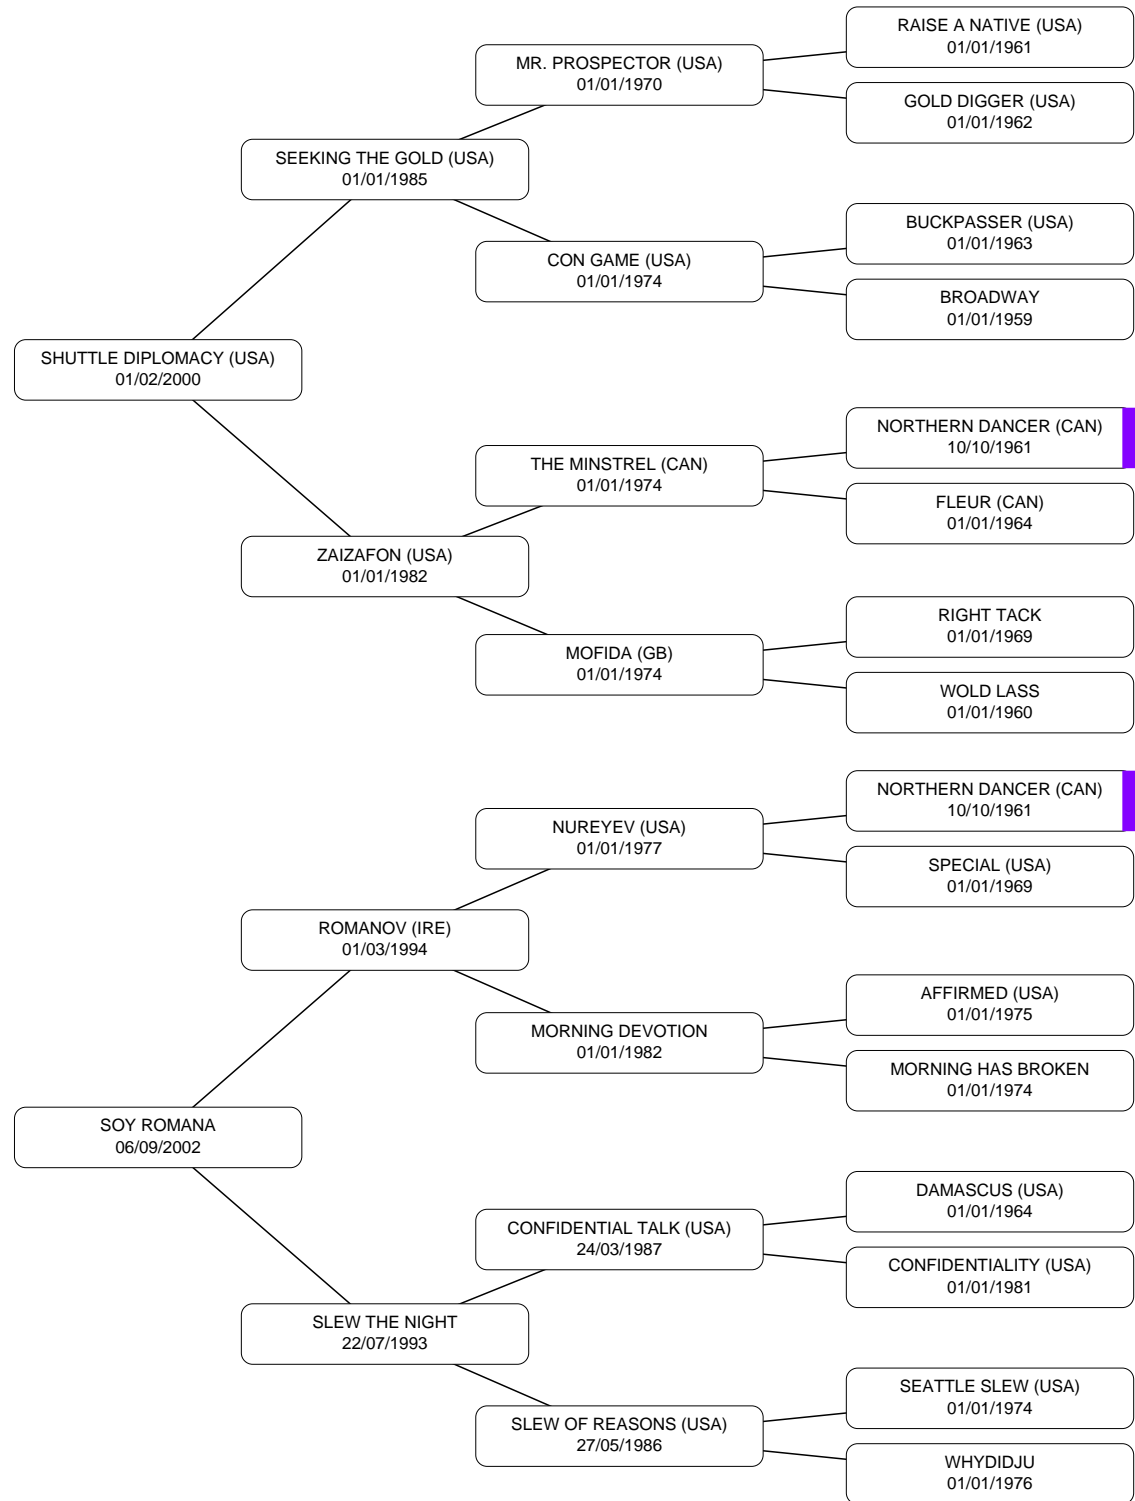 RAISE A NATIVE (USA)
01/01/1961
MR. PROSPECTOR (USA)
01/01/1970
GOLD DIGGER (USA)
01/01/1962
SEEKING THE GOLD (USA)
01/01/1985
BUCKPASSER (USA)
01/01/1963
CON GAME (USA)
01/01/1974
BROADWAY
01/01/1959
SHUTTLE DIPLOMACY (USA)
01/02/2000
NORTHERN DANCER (CAN)
10/10/1961
THE MINSTREL (CAN)
01/01/1974
FLEUR (CAN)
01/01/1964
ZAIZAFON (USA)
01/01/1982
RIGHT TACK
01/01/1969
MOFIDA (GB)
01/01/1974
WOLD LASS
01/01/1960
NORTHERN DANCER (CAN)
10/10/1961
NUREYEV (USA)
01/01/1977
SPECIAL (USA)
01/01/1969
ROMANOV (IRE)
01/03/1994
AFFIRMED (USA)
01/01/1975
MORNING DEVOTION
01/01/1982
MORNING HAS BROKEN
01/01/1974
SOY ROMANA
06/09/2002
DAMASCUS (USA)
01/01/1964
CONFIDENTIAL TALK (USA)
24/03/1987
CONFIDENTIALITY (USA)
01/01/1981
SLEW THE NIGHT
22/07/1993
SEATTLE SLEW (USA)
01/01/1974
SLEW OF REASONS (USA)
27/05/1986
WHYDIDJU
01/01/1976